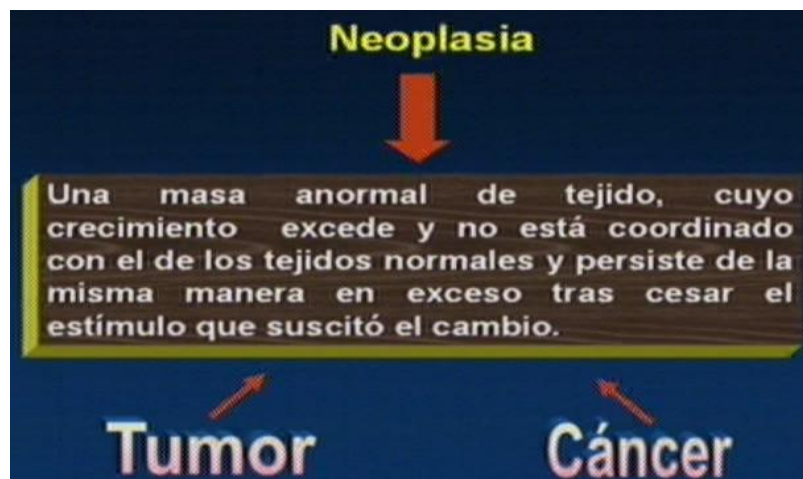 Neoplasia
Una masa anormal de tejido, cuyo
crecimiento excede y no está coordinado
con el de los tejidos normales y persiste de la
misma manera en exceso tras cesar el
estímulo que suscitó el cambio.
Tumor
Cáncer